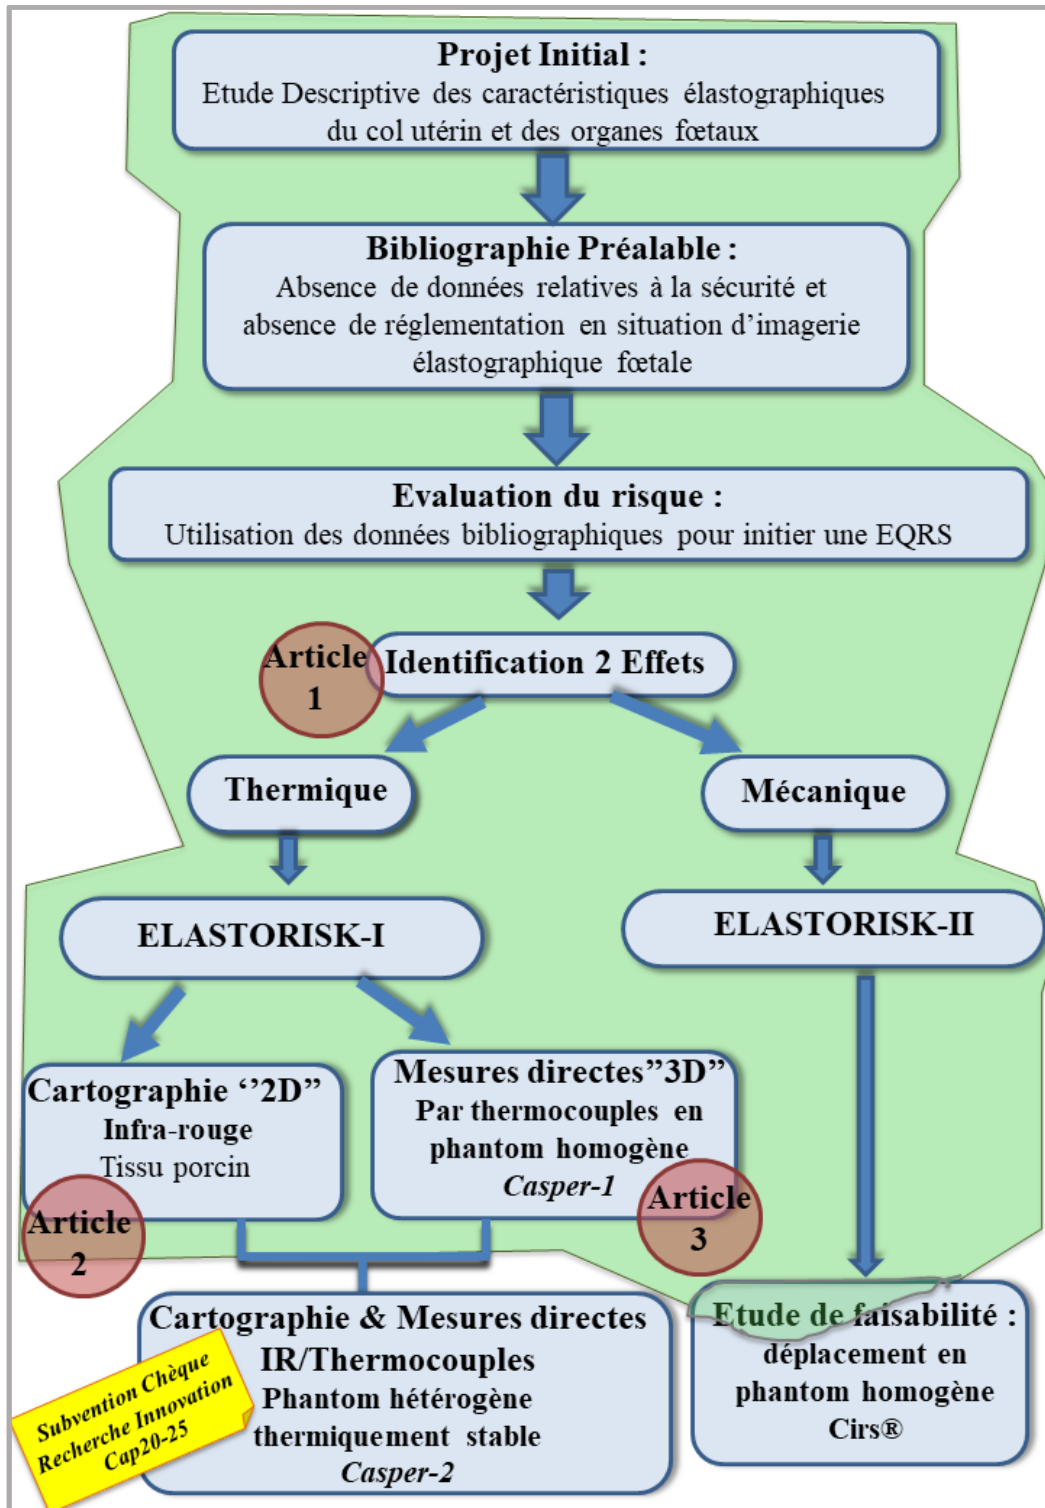 Projet Initial :
Etude Descriptive des caractéristiques élastographiques
du col utérin et des organes fœtaux
Bibliographie Préalable :
Absence de données relatives à la sécurité et
absence de réglementation en situation d’imagerie
élastographique fœtale
Evaluation du risque :
Utilisation des données bibliographiques pour initier une EQRS
Article
1
Identification 2 Effets
Thermique
Mécanique
ELASTORISK-I
ELASTORISK-II
Cartographie ‘’2D”
Infra-rouge
Tissu porcin
Article
2
Mesures directes”3D”
Par thermocouples en
phantom homogène
Casper-1
Article
3
Cartographie & Mesures directes
IR/Thermocouples
Phantom hétérogène
thermiquement stable
Casper-2
Subvention Chèque
Recherche Innovation
Cap20-25
Etude de faisabilité :
déplacement en
phantom homogène
Cirs®